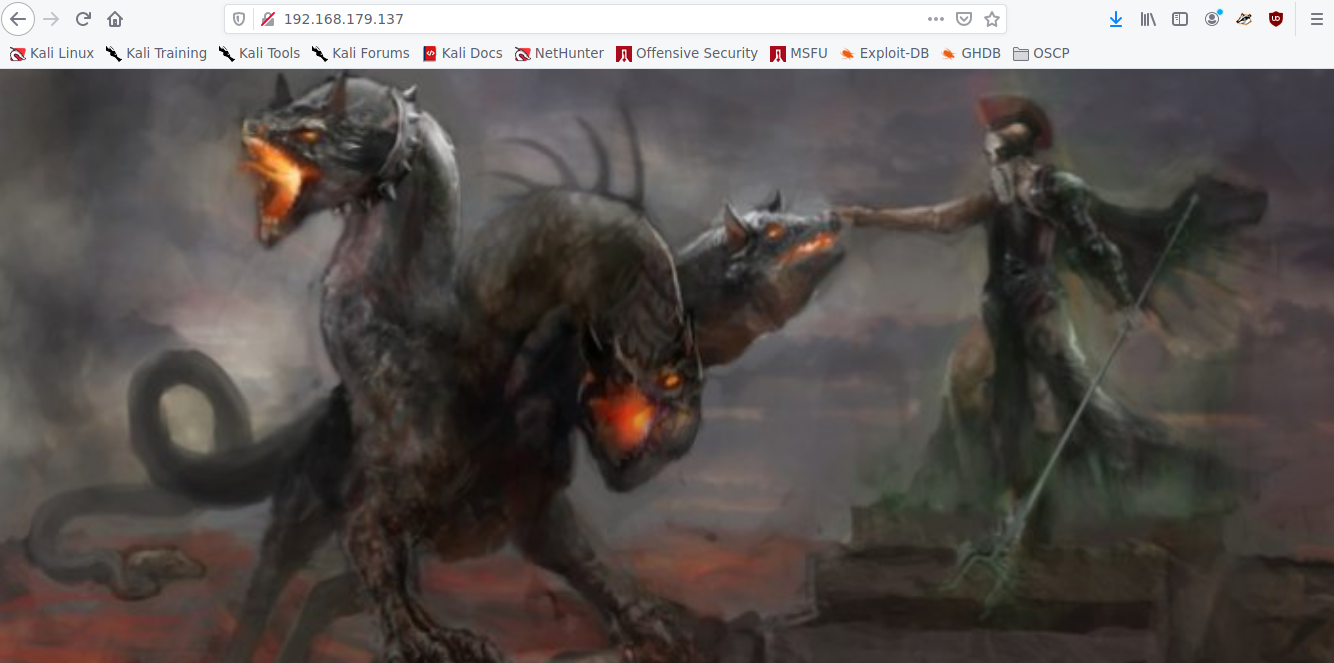 192.168.179.137
Kali Linux Kali Training Kali Tools Kali Forums Kali Docs NetHunter Offensive Security MSFU Exploit-DB GHDB OSCP